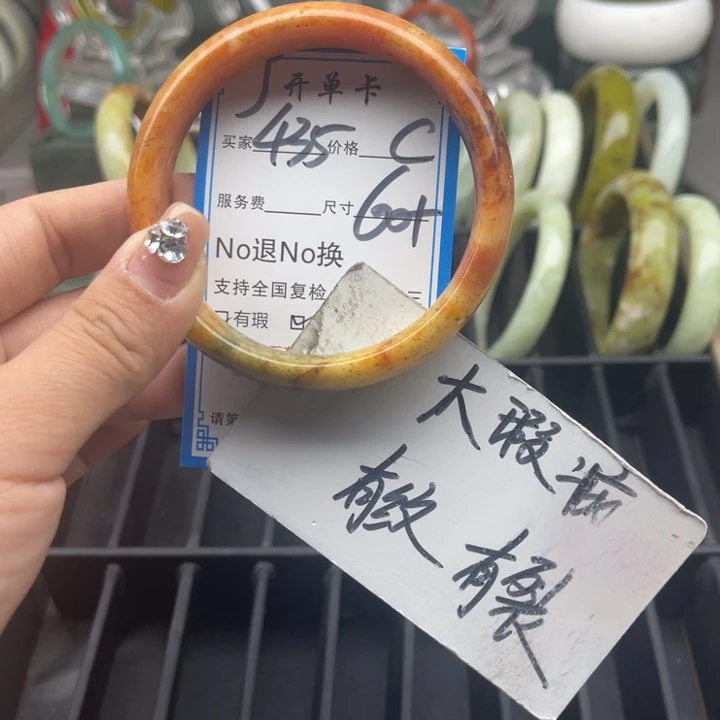 开单卡
买家 435 价格 C
服务费 尺寸 60+
No退No换
支持全国复检
有瑕
请第
大瑕疵
有纹 有裂